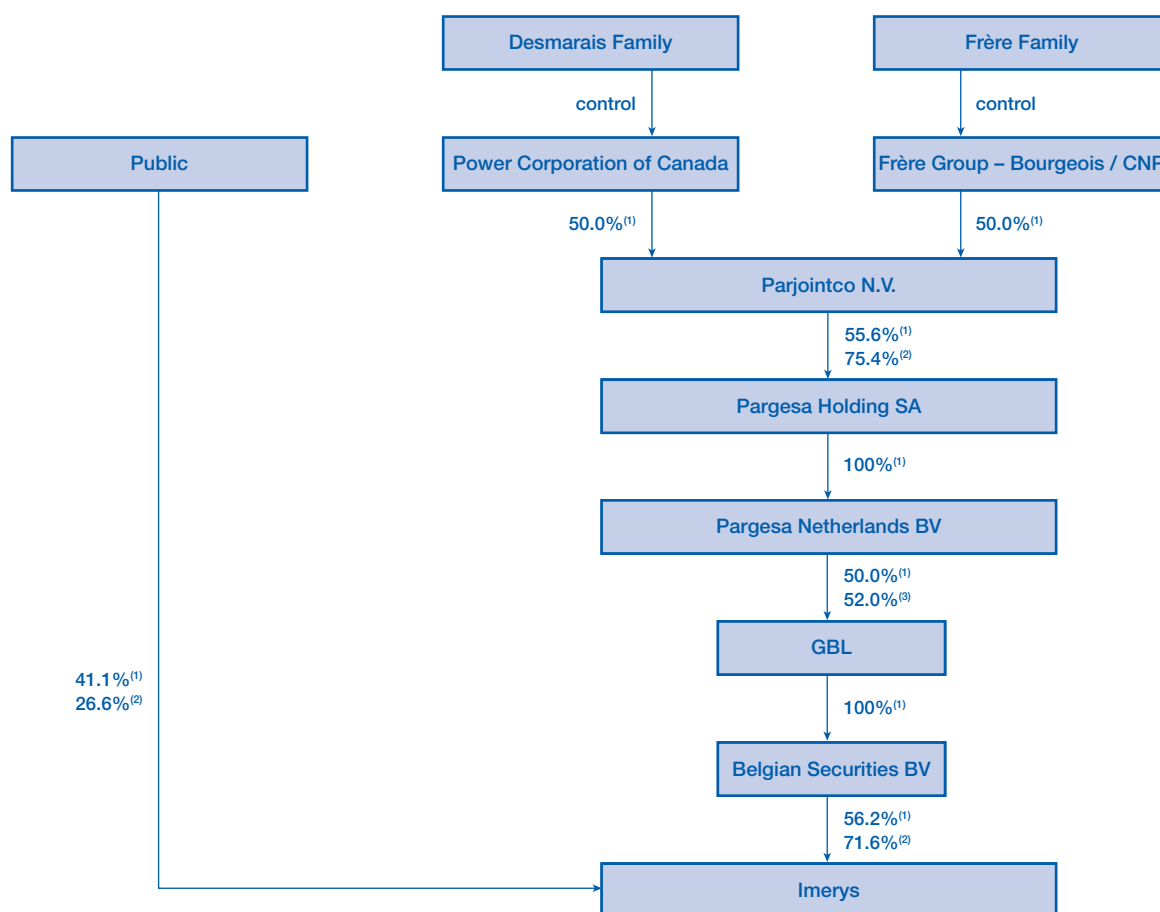 Desmarais Family
Frère Family
control
control
Public
Power Corporation of Canada
Frère Group – Bourgeois / CNP
50.0%(1)
50.0%(1)
Parjointco N.V.
55.6%(1)
75.4%(2)
Pargesa Holding SA
100%(1)
Pargesa Netherlands BV
50.0%(1)
52.0%(3)
GBL
41.1%(1)
26.6%(2)
100%(1)
Belgian Securities BV
56.2%(1)
71.6%(2)
Imerys